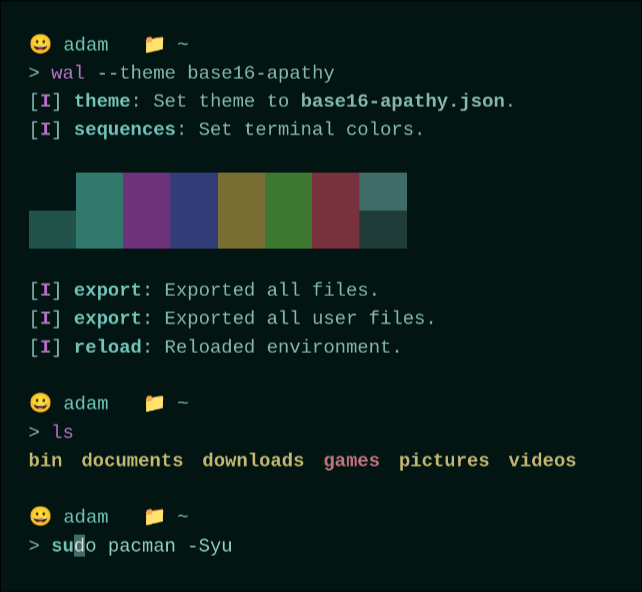 😀 adam 📁 ~
> wal --theme base16-apathy
[I] theme: Set theme to base16-apathy.json.
[I] sequences: Set terminal colors.
[I] export: Exported all files.
[I] export: Exported all user files.
[I] reload: Reloaded environment.
😀 adam 📁 ~
> ls
bin documents downloads games pictures videos
😀 adam 📁 ~
> sudo pacman -Syu